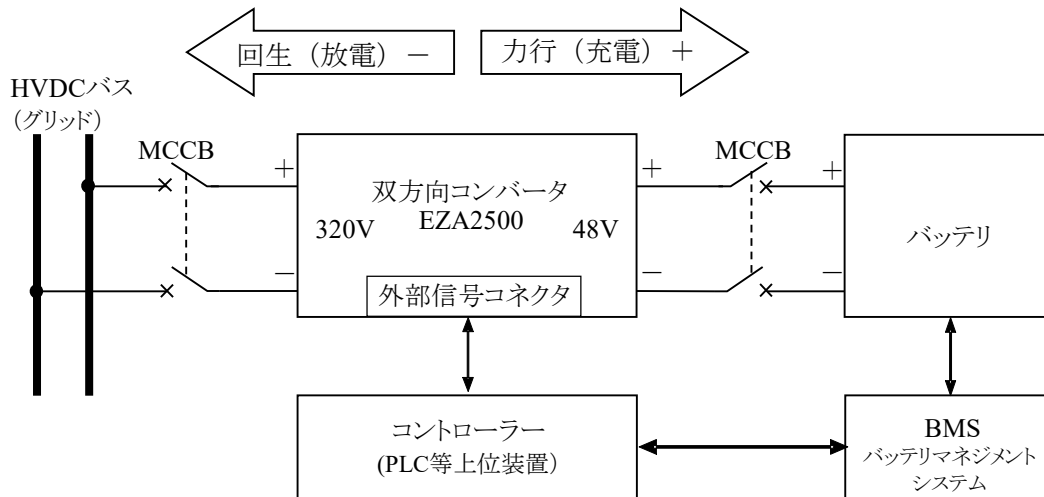 回生（放電）－
力行（充電）＋
HVDCバス
（グリッド）
MCCB
MCCB
＋
＋
＋
双方向コンバータ
EZA2500
320V
48V
バッテリ
－
－
－
外部信号コネクタ
コントローラー
(PLC等上位装置）
BMS
バッテリマネジメント
システム